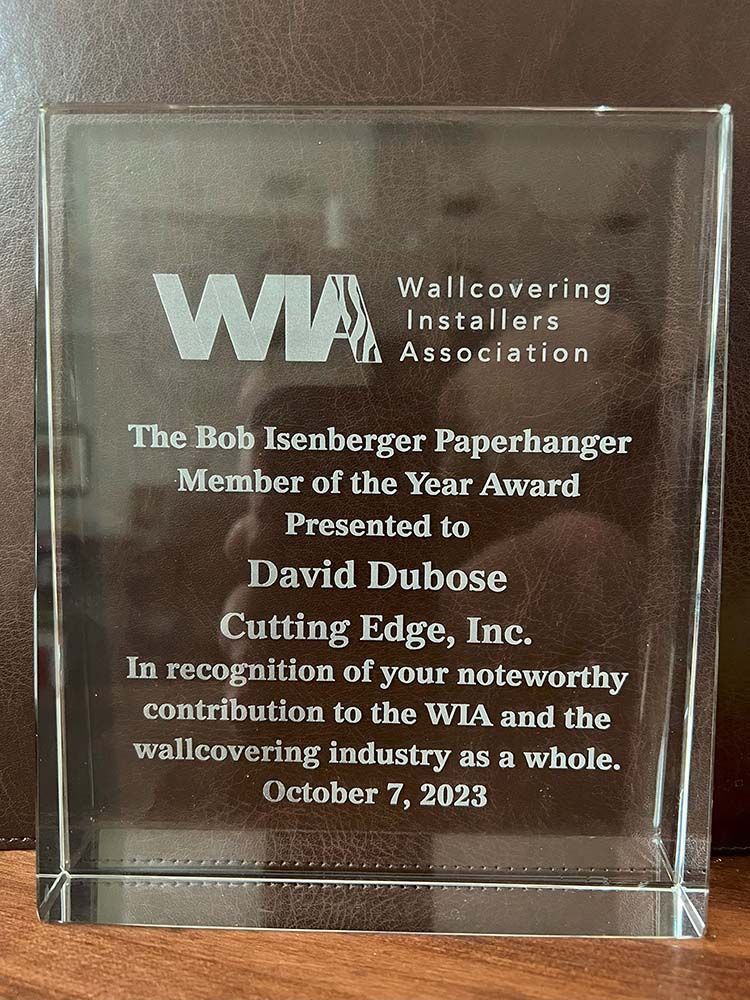 WIA
Wallcovering
Installers
Association
The Bob Isenberger Paperhanger
Member of the Year Award
Presented to
David Dubose
Cutting Edge, Inc.
In recognition of your noteworthy
contribution to the WIA and the
wallcovering industry as a whole.
October 7, 2023